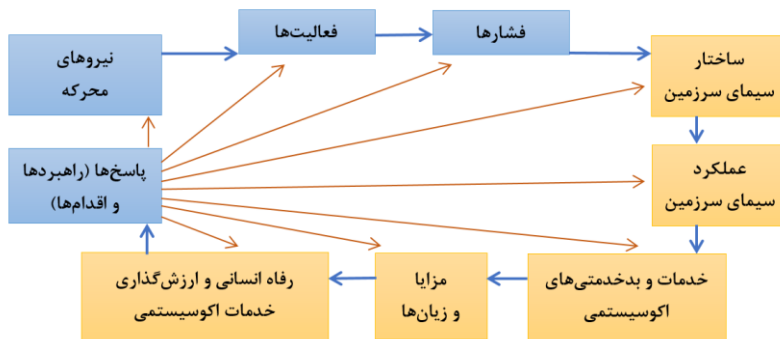 نیروهای
محرکه
فعالیت‌ها
فشارها
ساختار
سیمای سرزمین
عملکرد
سیمای سرزمین
خدمات و بدخدمتی‌های
اکوسیستمی
مزایا
و زیان‌ها
رفاه انسانی و ارزش‌گذاری
خدمات اکوسیستمی
پاسخ‌ها (راهبردها
و اقدام‌ها)